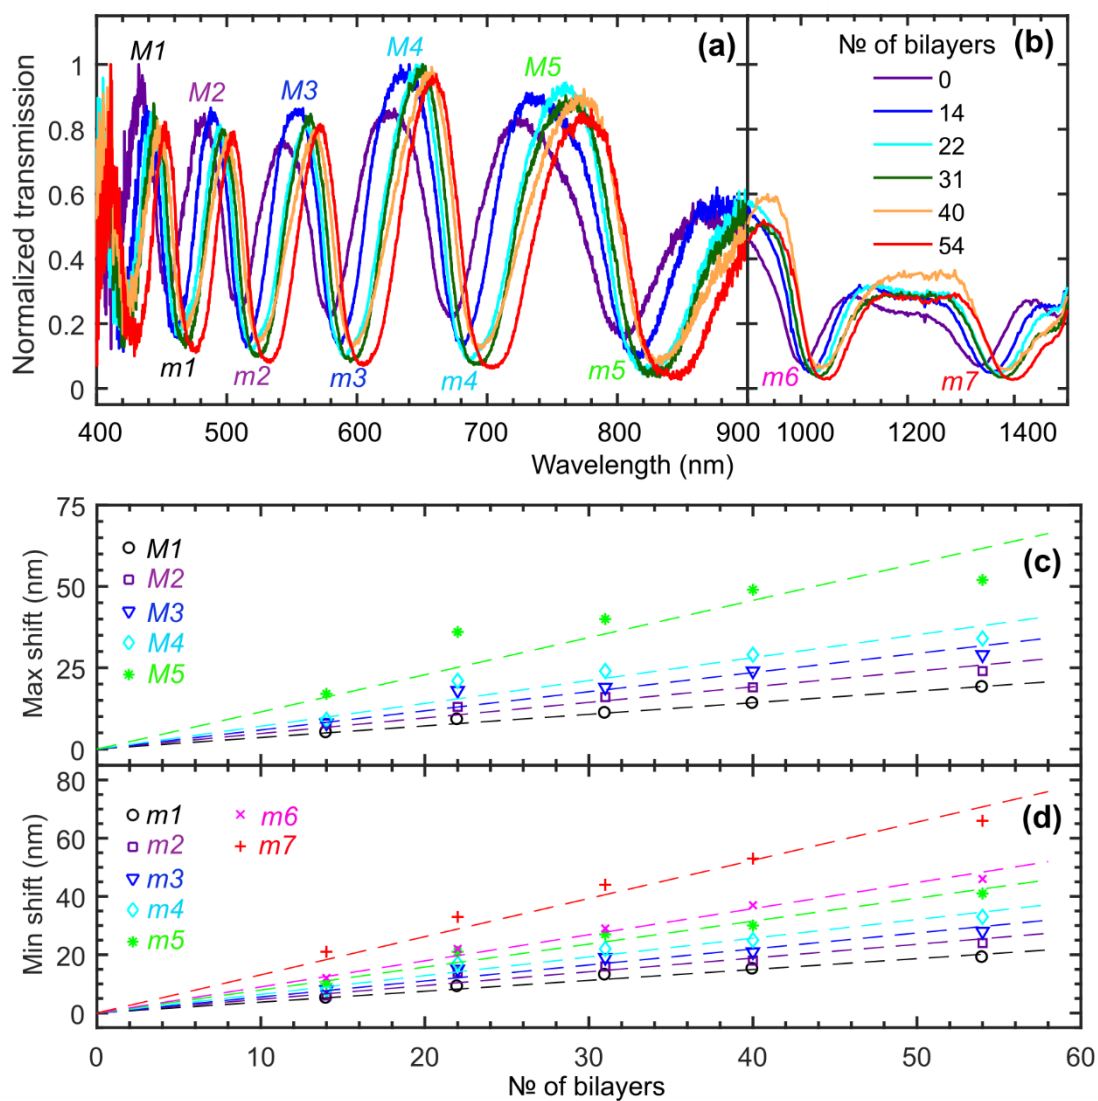 M1
M2
M3
M4
M5
(a)
№ of bilayers
(b)
0
14
22
31
40
54
Normalized transmission
1
0.8
0.6
0.4
0.2
0
m1
m2
m3
m4
m5
m6
m7
400
500
600
700
800
900
1000
1200
1400
Wavelength (nm)
75
50
25
0
Max shift (nm)
M1
M2
M3
M4
M5
(c)
80
60
40
20
0
Min shift (nm)
m1
m2
m3
m4
m5
m6
m7
(d)
0
10
20
30
40
50
60
№ of bilayers